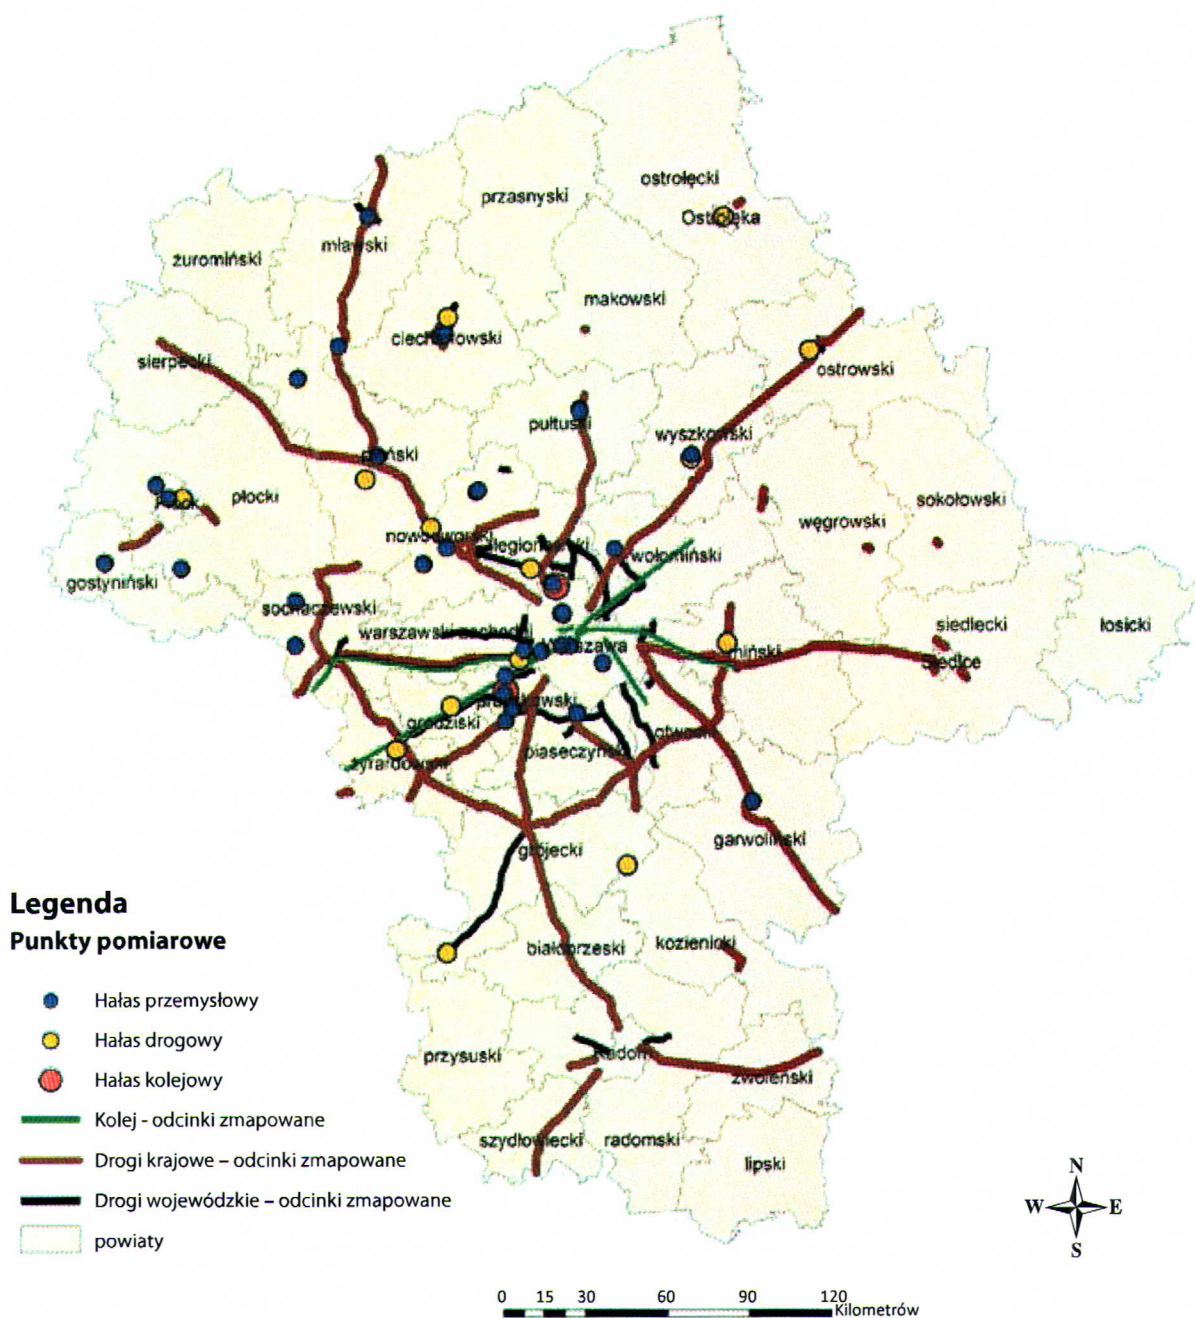 ostrołęcki
przasnyski
Ostrołęka
mławski
żuromiński
makowski
ciechanowski
sierpecki
ostrowski
pułtuski
wyszkowski
płoński
płocki
Płock
sokołowski
węgrowski
nowodworski
legionowski
wołomiński
gostyniński
sochaczewski
siedlecki
łosicki
warszawski zachodni
Warszawa
miński
Siedlce
pruszkowski
grodziski
otwocki
piaseczyński
żyrardowski
garwoliński
grójecki
Legenda
Punkty pomiarowe
białobrzeski
kozienicki
Hałas przemysłowy
Hałas drogowy
przysuski
Radom
Hałas kolejowy
zwoleński
Kolej - odcinki zmapowane
szydłowiecki
radomski
Drogi krajowe – odcinki zmapowane
lipski
N
Drogi wojewódzkie – odcinki zmapowane
W E
powiaty
S
0 15 30 60 90 120
Kilometrów